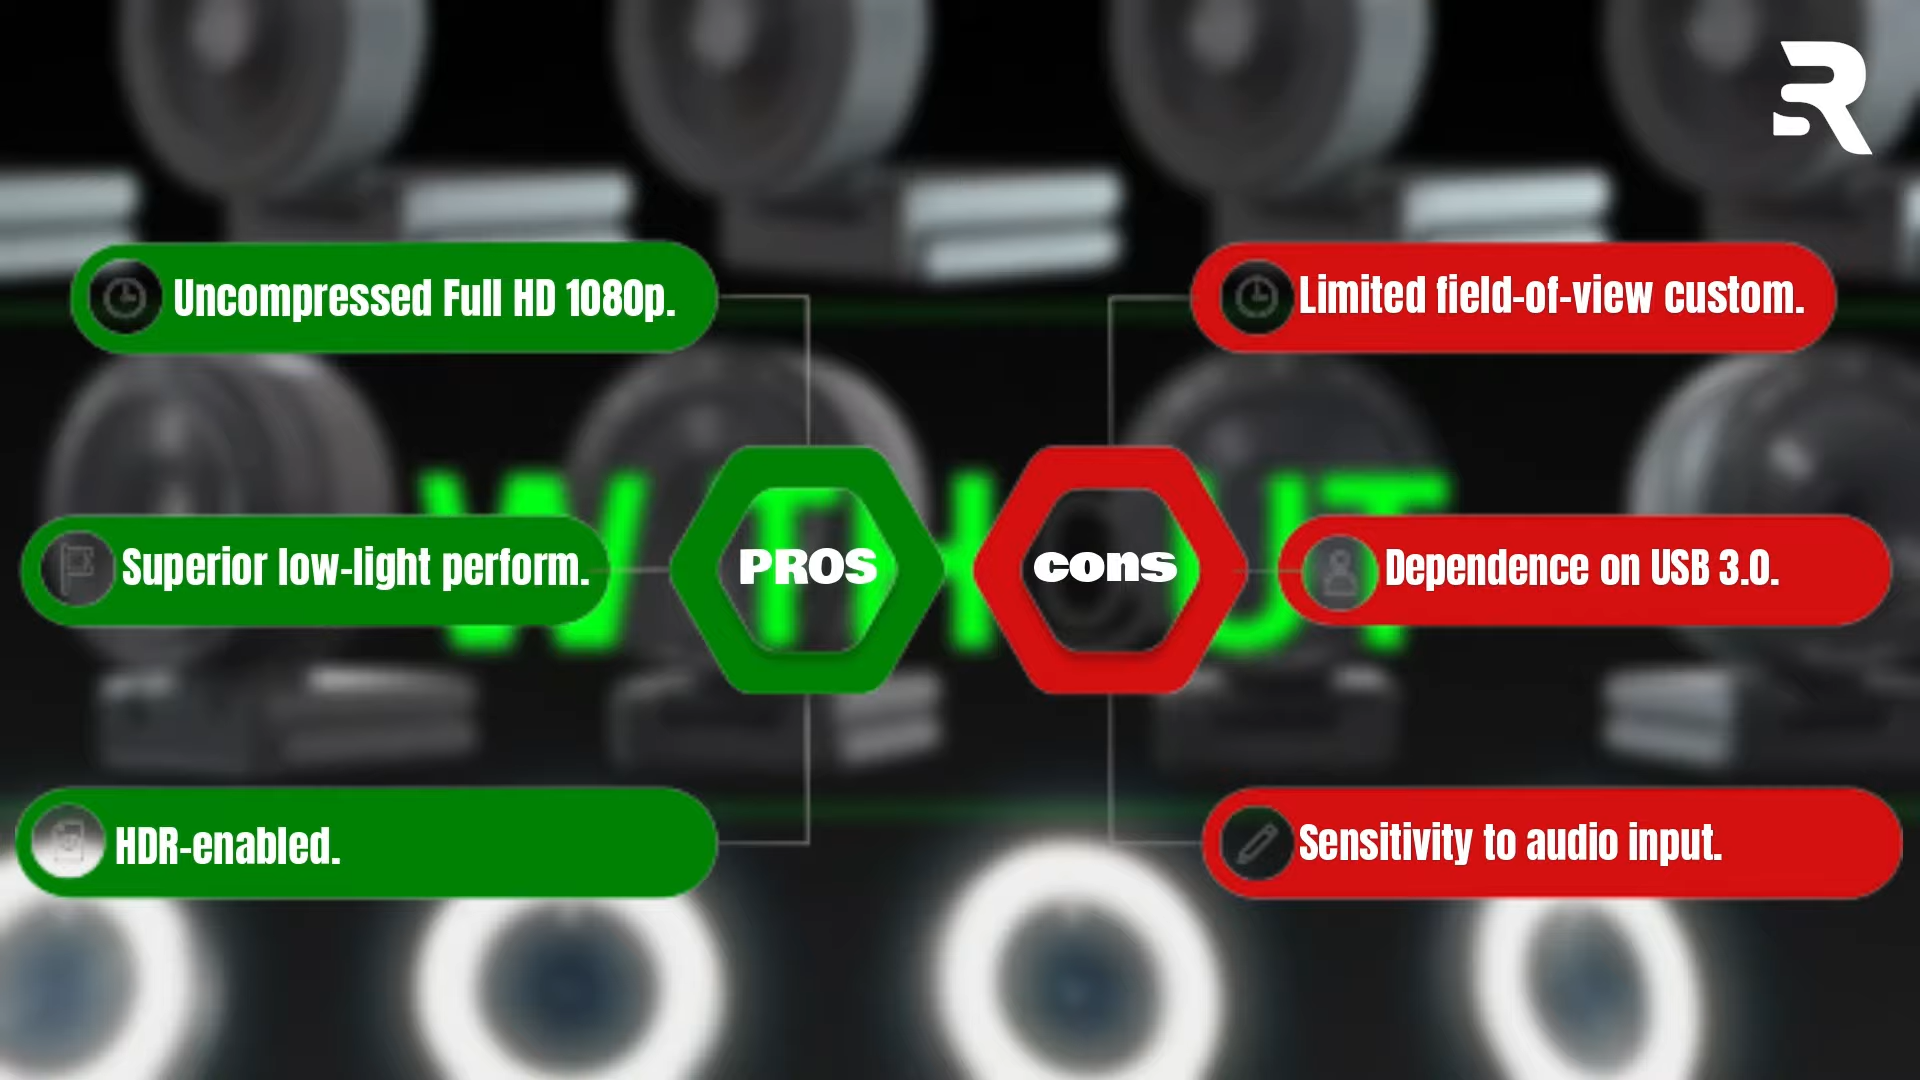 Uncompressed Full HD 1080p.
Superior low-light perform.
HDR-enabled.
PROS
cons
Limited field-of-view custom.
Dependence on USB 3.0.
Sensitivity to audio input.